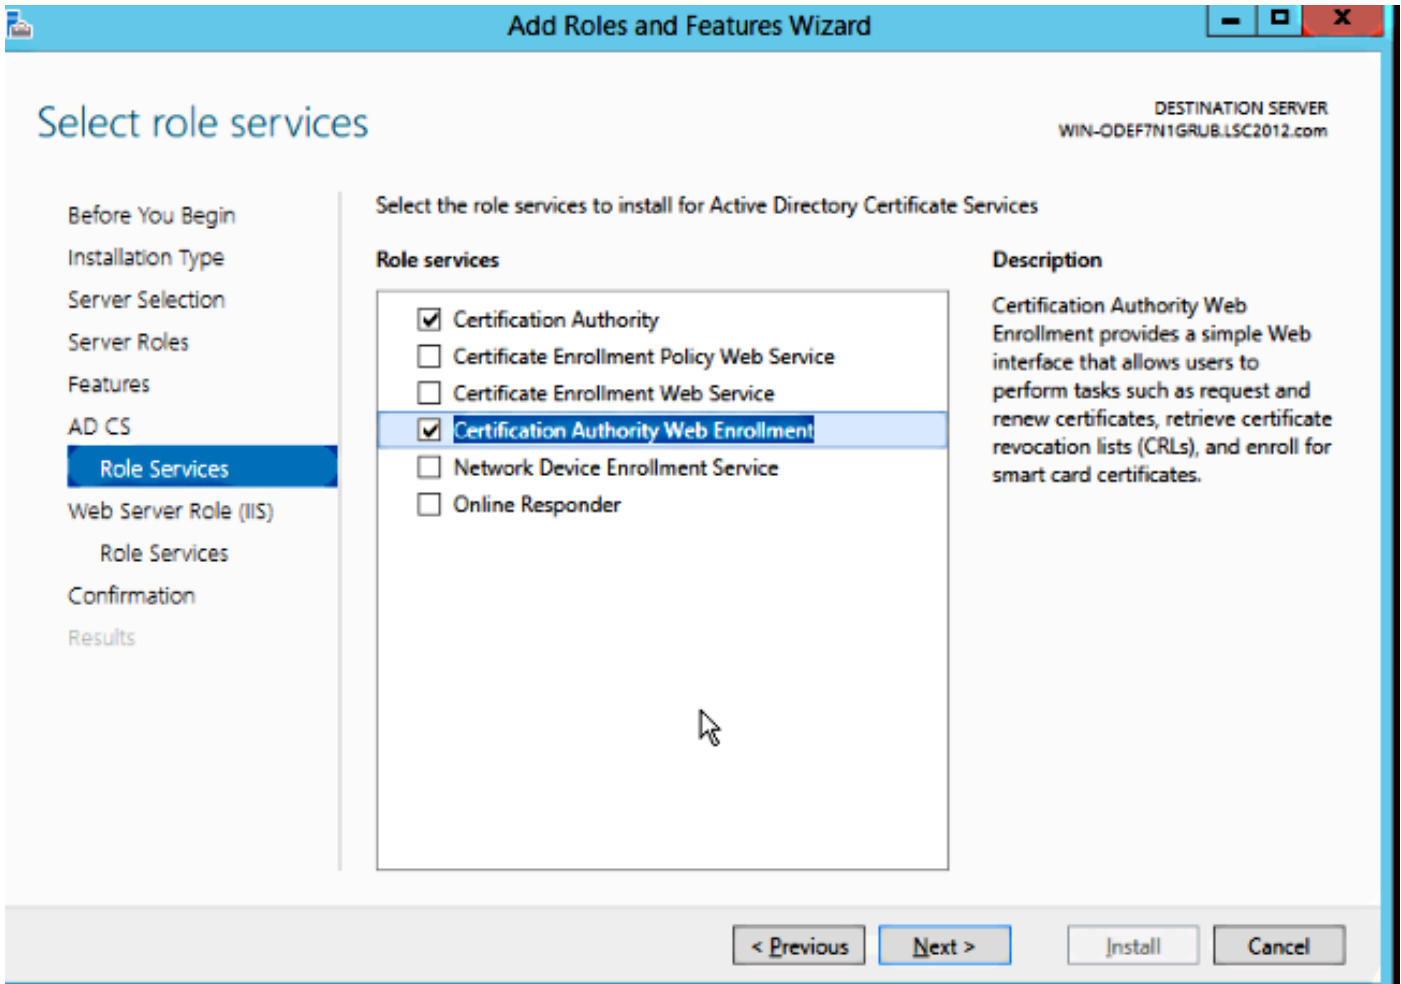 Add Roles and Features Wizard
X
Select role services
DESTINATION SERVER
WIN-ODEF7N1GRUB.LSC2012.com
Before You Begin
Installation Type
Server Selection
Server Roles
Features
AD CS
Role Services
Web Server Role (IIS)
Role Services
Confirmation
Results
Select the role services to install for Active Directory Certificate Services
Role services
Certification Authority
Certificate Enrollment Policy Web Service
Certificate Enrollment Web Service
Certification Authority Web Enrollment
Network Device Enrollment Service
Online Responder
Description
Certification Authority Web
Enrollment provides a simple Web
interface that allows users to
perform tasks such as request and
renew certificates, retrieve certificate
revocation lists (CRLs), and enroll for
smart card certificates.
< Previous
Next >
Install
Cancel